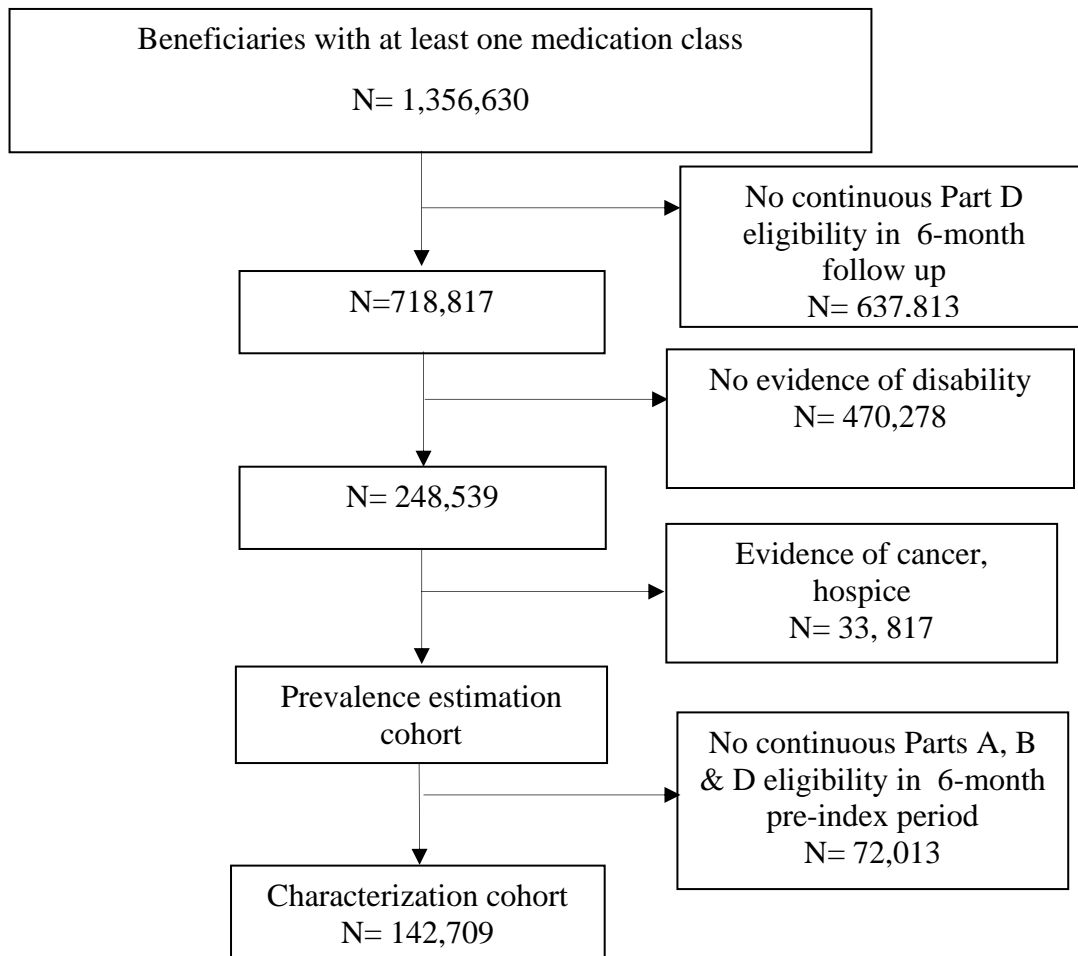 Beneficiaries with at least one medication class
N= 1,356,630
No continuous Part D
eligibility in 6-month
follow up
N= 637,813
N=718,817
No evidence of disability
N= 470,278
N= 248,539
Evidence of cancer,
hospice
N= 33, 817
Prevalence estimation
cohort
No continuous Parts A, B
& D eligibility in 6-month
pre-index period
N= 72,013
Characterization cohort
N= 142,709